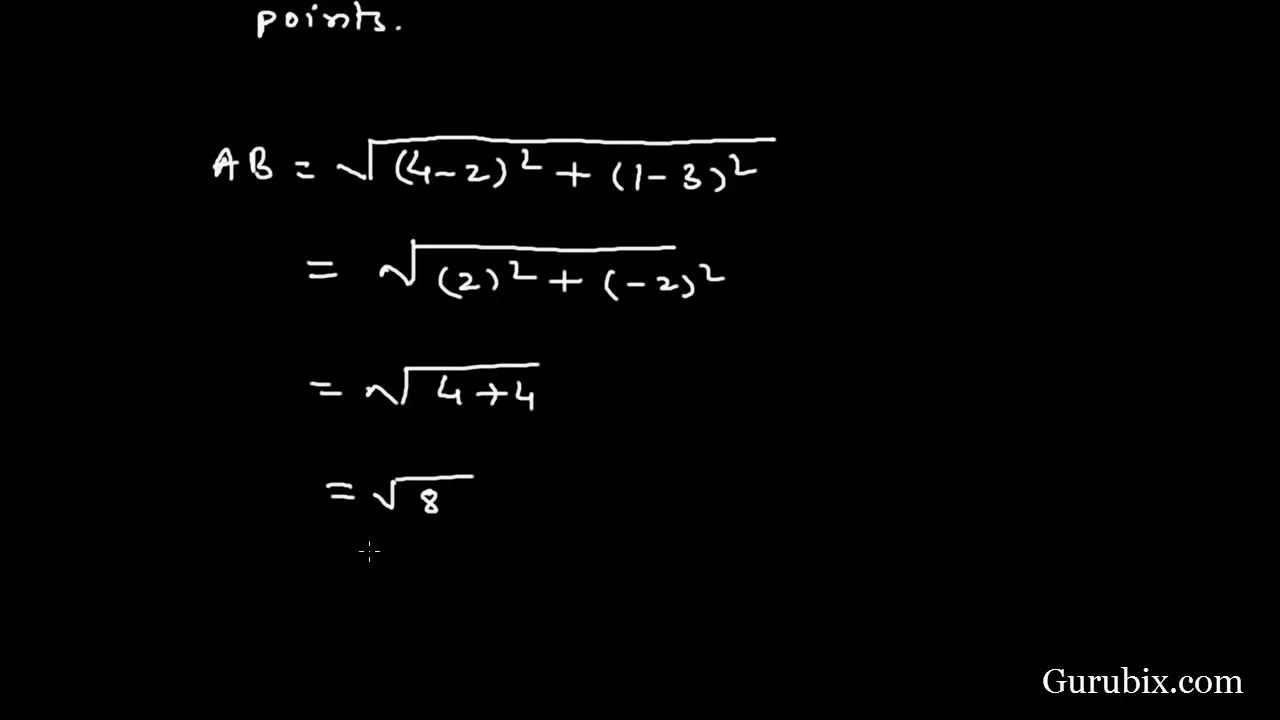 points.
AB = √(4-2)² + (1-3)²
= √(2)² + (-2)²
= √4+4
= √8
Gurubix.com